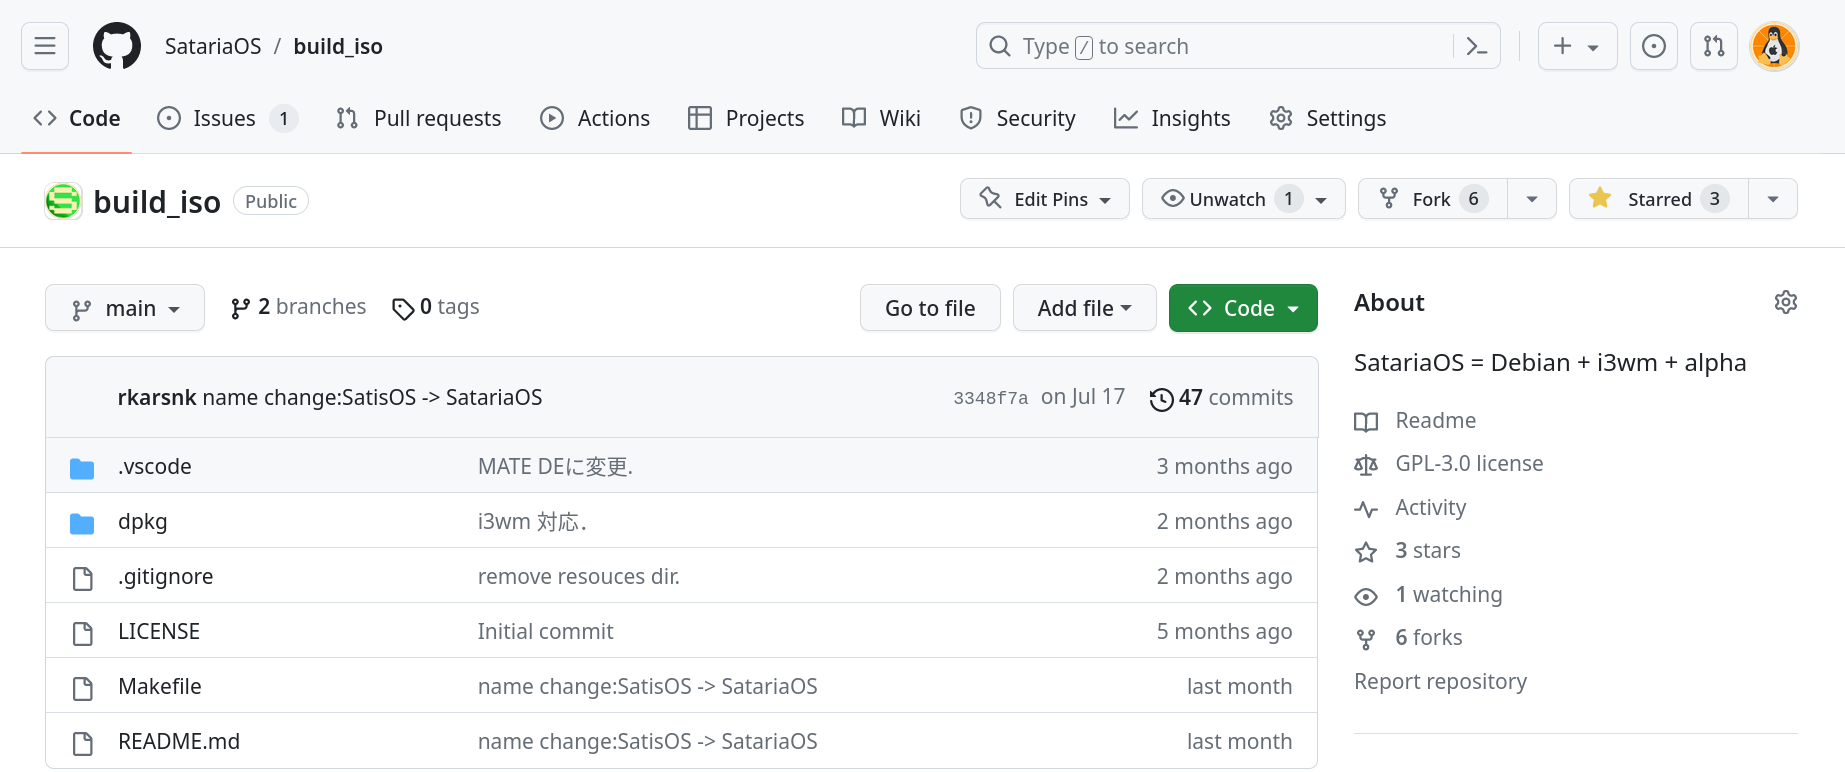 SatariaOS / build_iso
Type / to search
Code
Issues 1
Pull requests
Actions
Projects
Wiki
Security
Insights
Settings
build_iso Public
Edit Pins
Unwatch 1
Fork 6
Starred 3
main
2 branches
0 tags
Go to file
Add file
Code
rkarsnk name change:SatisOS -> SatariaOS 3348f7a on Jul 17 47 commits
.vscode MATE DEに変更. 3 months ago
dpkg i3wm 対応. 2 months ago
.gitignore remove resouces dir. 2 months ago
LICENSE Initial commit 5 months ago
Makefile name change:SatisOS -> SatariaOS last month
README.md name change:SatisOS -> SatariaOS last month
About
SatariaOS = Debian + i3wm + alpha
Readme
GPL-3.0 license
Activity
3 stars
1 watching
6 forks
Report repository